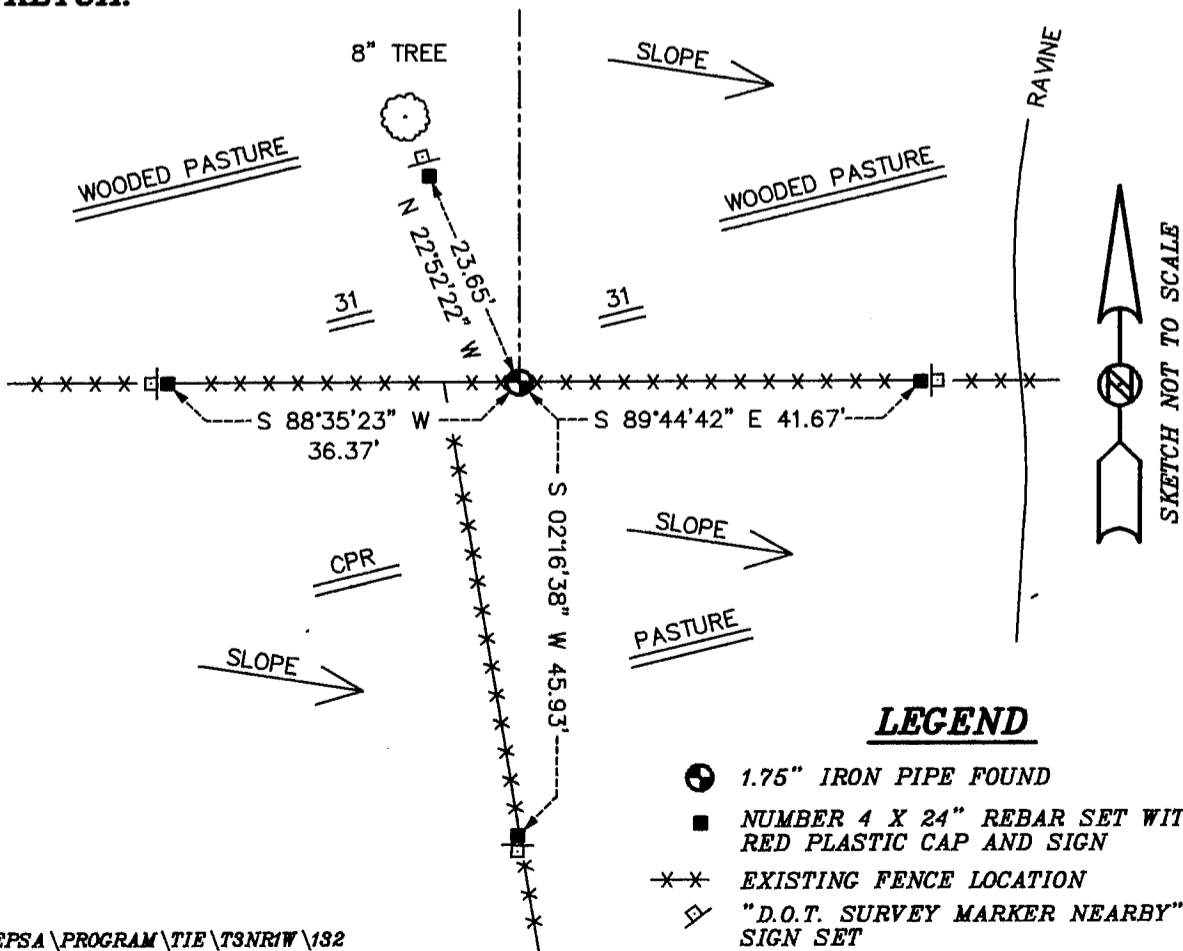 8" TREE
SLOPE
RAVINE
WOODED PASTURE
WOODED PASTURE
23.65'
N 22°52'22" W
31
31
SKETCH NOT TO SCALE
N
S 88°35'23" W
36.37'
S 89°44'42" E 41.67'
S 02°16'38" W 45.93'
SLOPE
CPR
PASTURE
SLOPE
LEGEND
1.75" IRON PIPE FOUND
NUMBER 4 X 24" REBAR SET WIT
RED PLASTIC CAP AND SIGN
EXISTING FENCE LOCATION
"D.O.T. SURVEY MARKER NEARBY"
SIGN SET
EPSA\PROGRAM\TIE\T3NR1W\132